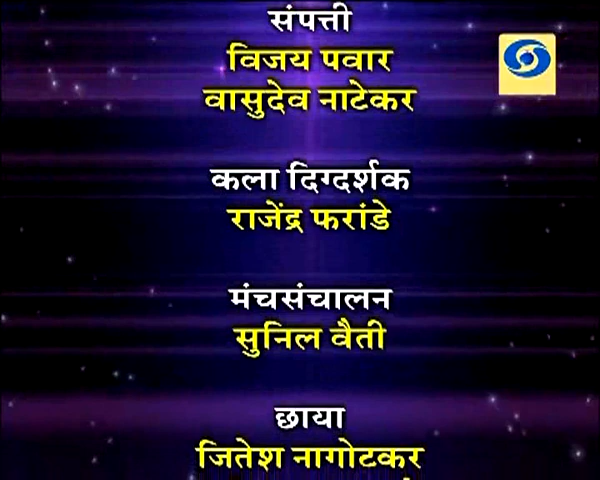 संपत्ती
विजय पवार
वासुदेव नाटेकर
कला दिग्दर्शक
राजेंद्र फरांडे
मंचसंचालन
सुनिल वैती
छाया
जितेश नागोटकर